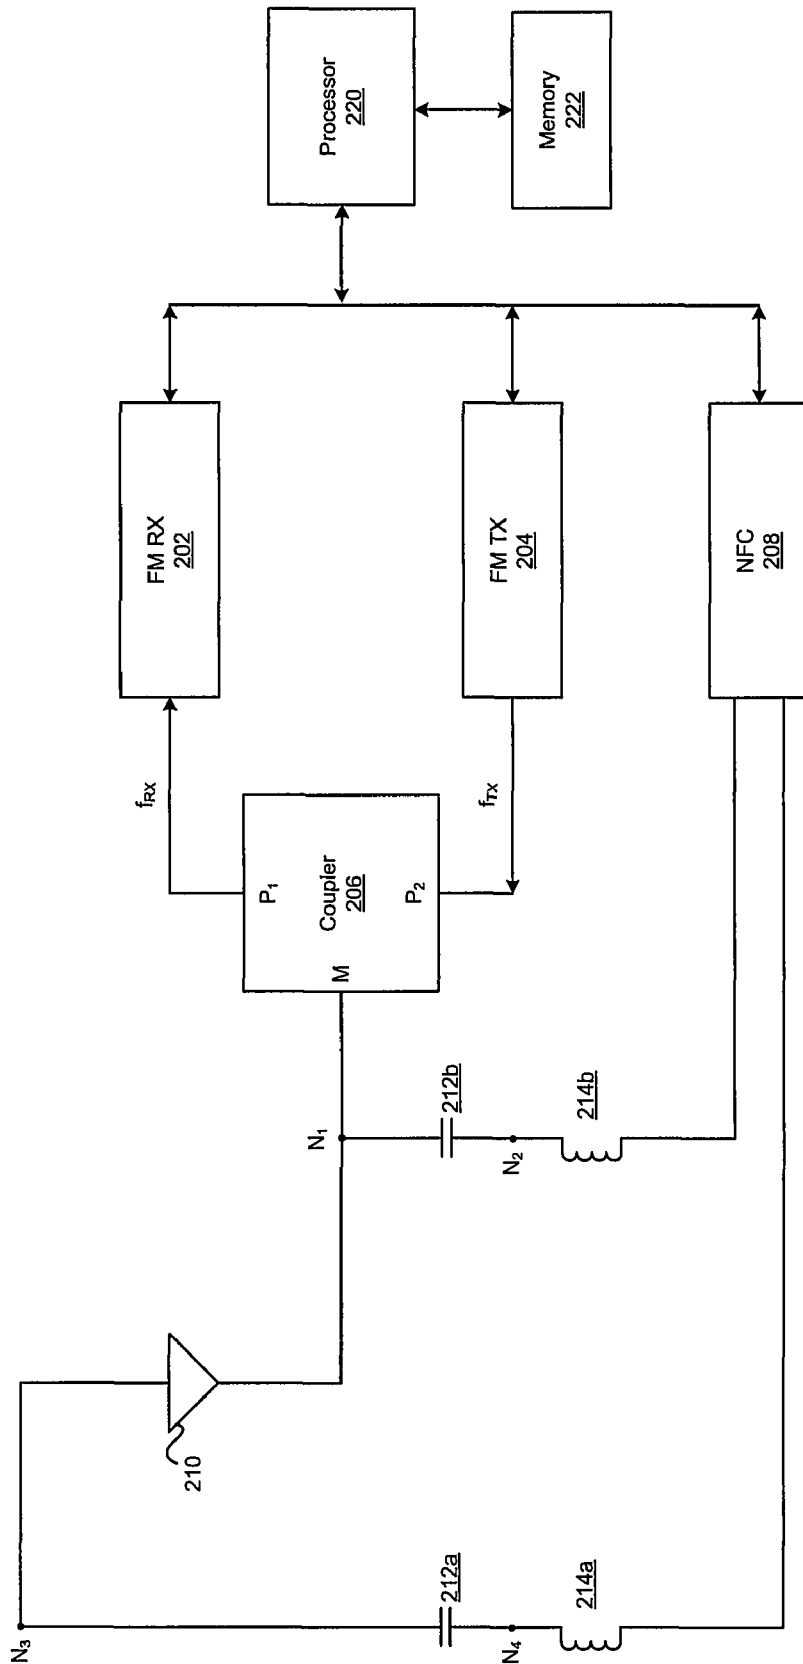 Processor
220
Memory
222
FM RX
202
FM TX
204
NFC
208
fRX
fTX
P1
Coupler
206
P2
M
N1
212b
N2
214b
210
N3
212a
N4
214a